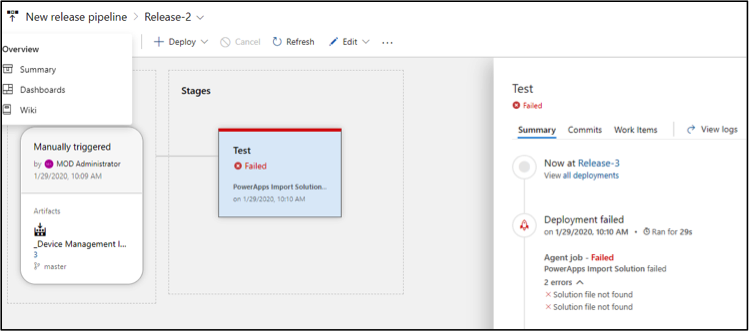 New release pipeline > Release-2
Deploy Cancel Refresh Edit ...
Overview
Summary
Dashboards
Wiki
Manually triggered
by MOD Administrator
1/29/2020, 10:09 AM
Artifacts
_Device Management I...
3
master
Stages
Test
Failed
PowerApps Import Solution...
on 1/29/2020, 10:10 AM
Test
Failed
Summary Commits Work Items View logs
Now at Release-3
View all deployments
Deployment failed
on 1/29/2020, 10:10 AM • Ran for 29s
Agent job - Failed
PowerApps Import Solution failed
2 errors
Solution file not found
Solution file not found